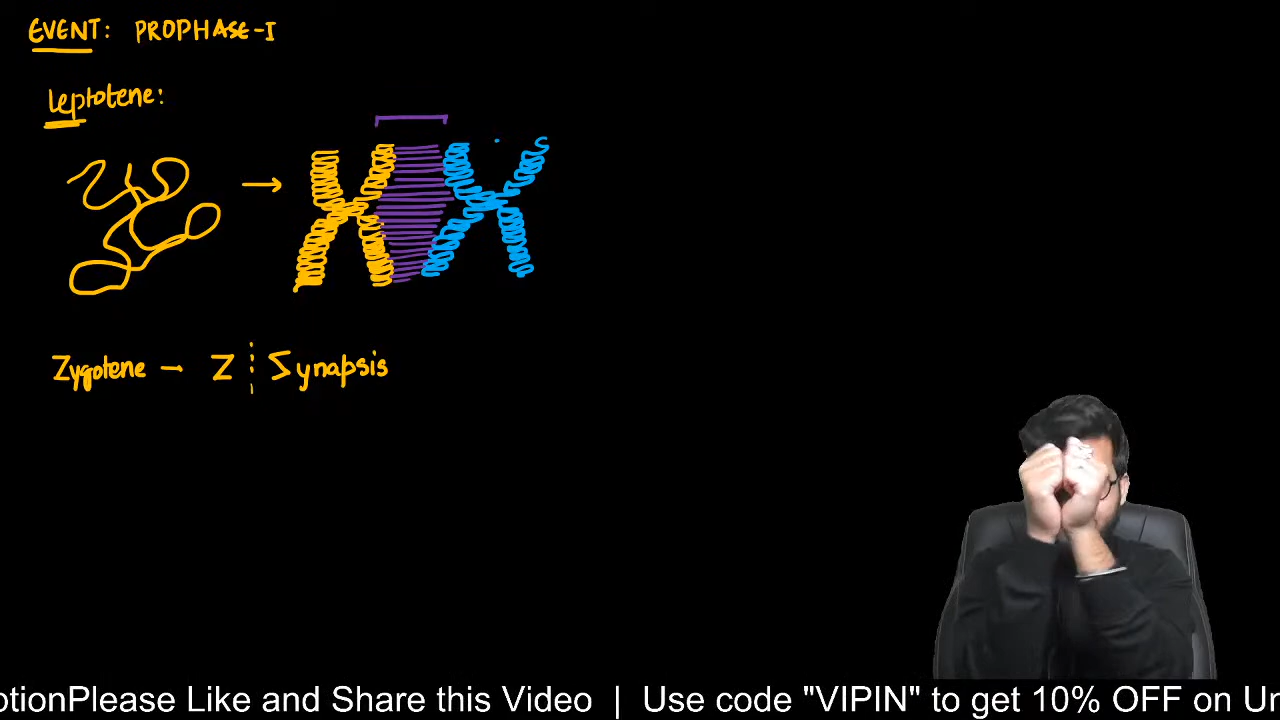 EVENT: PROPHASE-I
Leptotene:
Zygotene → Z Synapsis
otionPlease Like and Share this Video | Use code "VIPIN" to get 10% OFF on Un